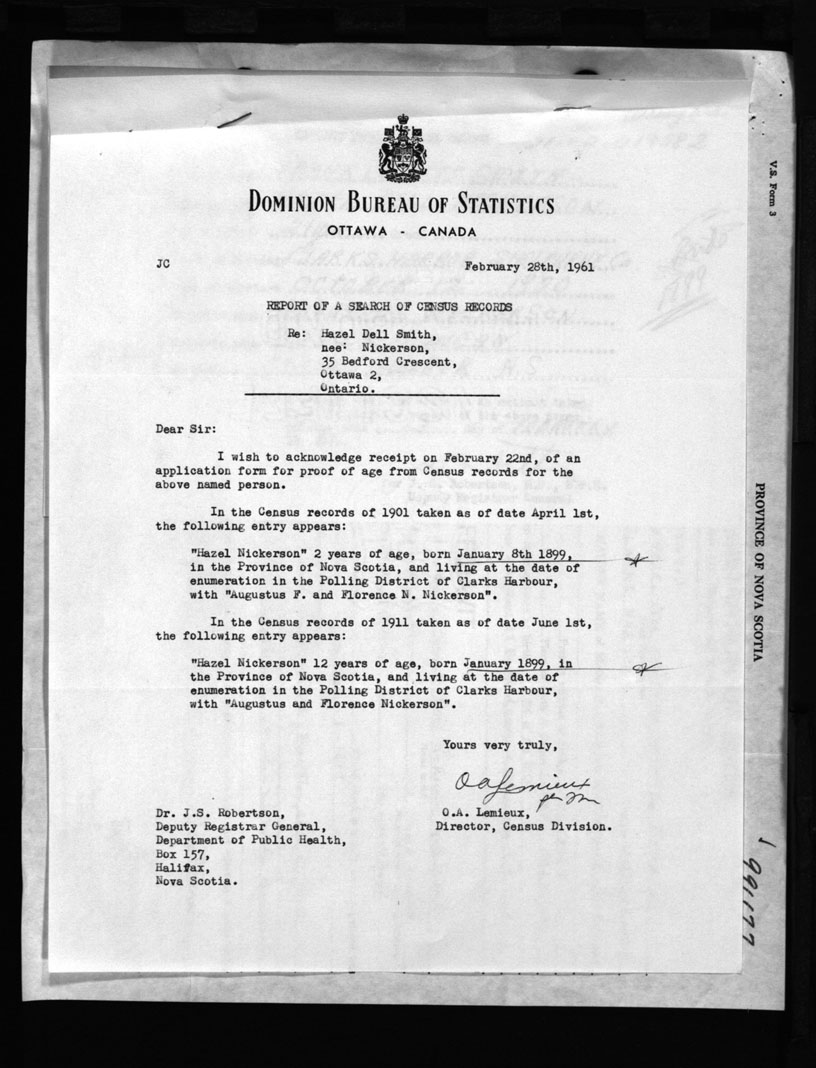 DOMINION BUREAU OF STATISTICS
OTTAWA - CANADA
JC
February 28th, 1961
REPORT OF A SEARCH OF CENSUS RECORDS
Re: Hazel Dell Smith,
nee: Nickerson,
35 Bedford Crescent,
Ottawa 2,
Ontario.
Dear Sir:
I wish to acknowledge receipt on February 22nd, of an
application form for proof of age from Census records for the
above named person.
In the Census records of 1901 taken as of date April 1st,
the following entry appears:
"Hazel Nickerson" 2 years of age, born January 8th 1899,
in the Province of Nova Scotia, and living at the date of
enumeration in the Polling District of Clarks Harbour,
with "Augustus F. and Florence N. Nickerson".
In the Census records of 1911 taken as of date June 1st,
the following entry appears:
"Hazel Nickerson" 12 years of age, born January 1899, in
the Province of Nova Scotia, and living at the date of
enumeration in the Polling District of Clarks Harbour,
with "Augustus and Florence Nickerson".
Yours very truly,
OALemieux
per
O.A. Lemieux,
Director, Census Division.
Dr. J.S. Robertson,
Deputy Registrar General,
Department of Public Health,
Box 157,
Halifax,
Nova Scotia.
V.S. Form 3
PROVINCE OF NOVA SCOTIA
991177